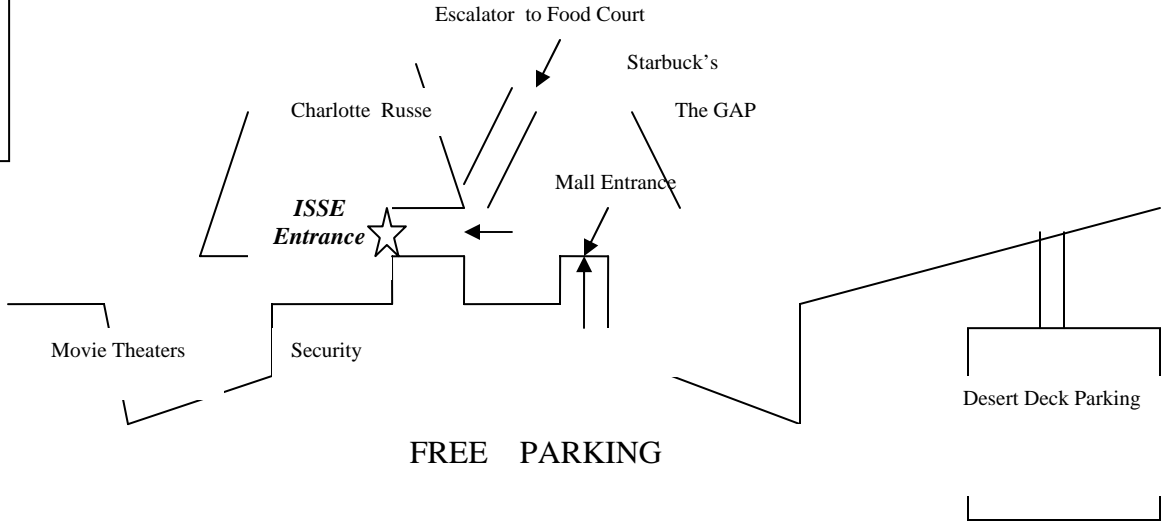 Escalator to Food Court
Starbuck’s
Charlotte Russe
The GAP
Mall Entrance
ISSE
Entrance
Movie Theaters
Security
Desert Deck Parking
FREE PARKING